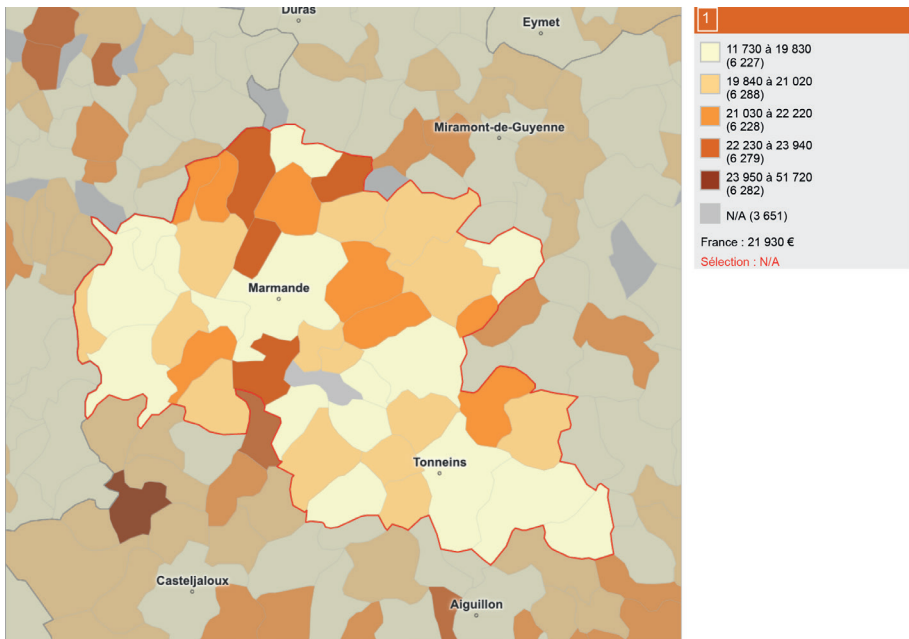 Duras
Eymet
Miramont-de-Guyenne
Marmande
Tonneins
Casteljaloux
Aiguillon
1
11 730 à 19 830
(6 227)
19 840 à 21 020
(6 288)
21 030 à 22 220
(6 228)
22 230 à 23 940
(6 279)
23 950 à 51 720
(6 282)
N/A (3 651)
France : 21 930 €
Sélection : N/A